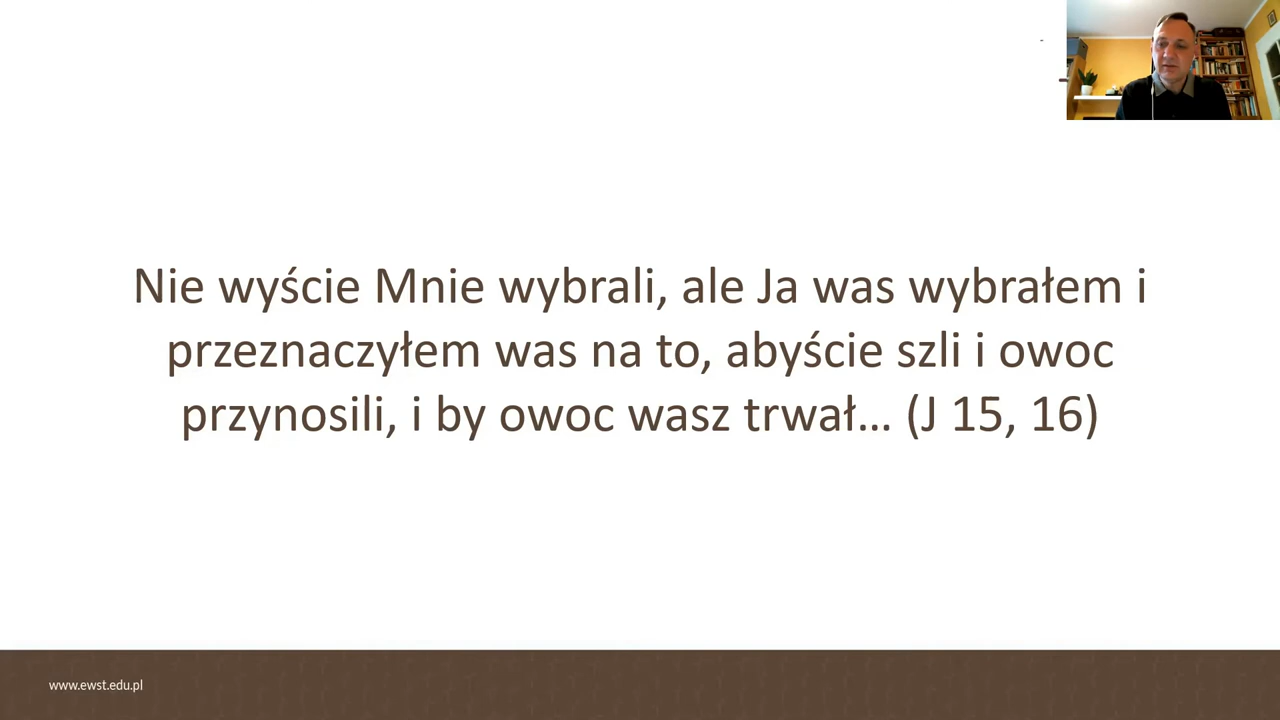 Nie wyście Mnie wybrali, ale Ja was wybrałem i
przeznaczyłem was na to, abyście szli i owoc
przynosili, i by owoc wasz trwał… (J 15, 16)
www.ewst.edu.pl